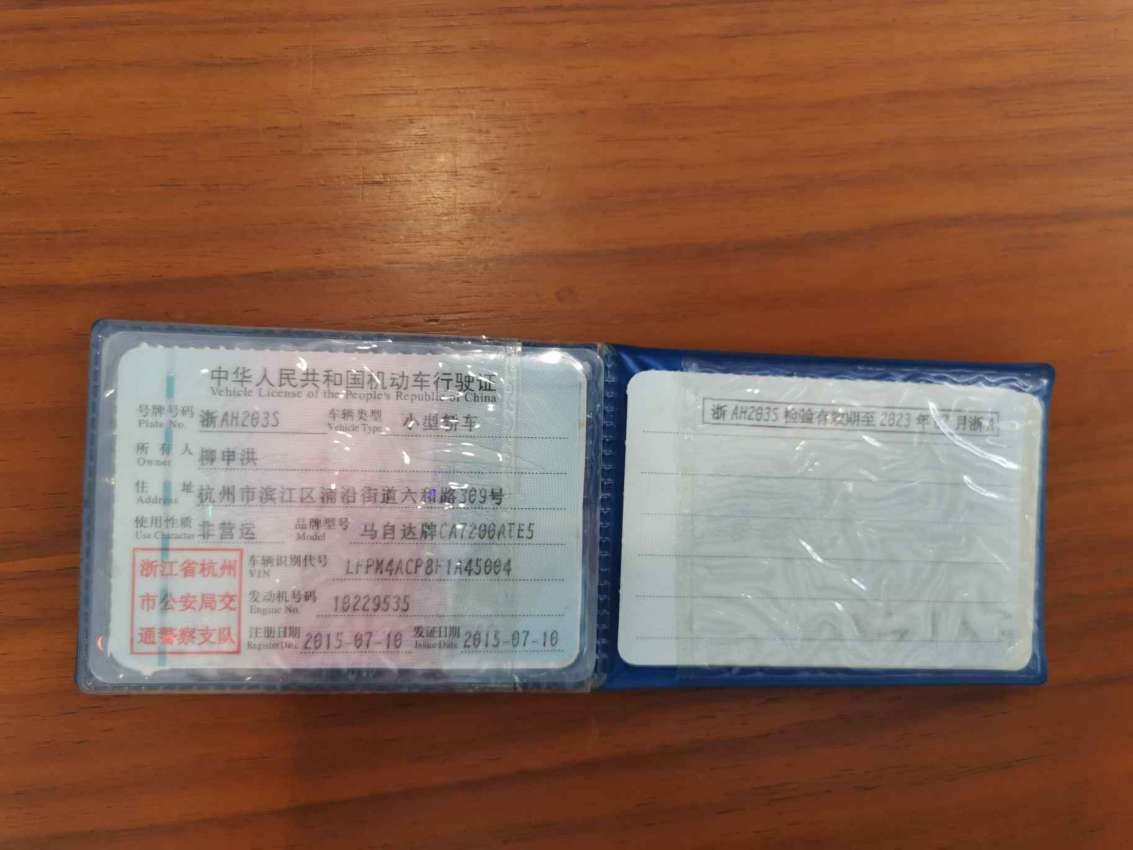 中华人民共和国机动车行驶证
Vehicle License of the People's Republic of China
号牌号码 浙AH203S 车辆类型 小型轿车
Plate No. Vehicle Type
所有人 柳申洪
Owner
住址 杭州市滨江区浦沿街道六和路309号
Address
使用性质 非营运 品牌型号 马自达牌CA7200ATE5
Use Character Model
浙江省杭州 车辆识别代号 LFPM4ACP8F1A45004
VIN
市公安局交 发动机号码 10229535
Engine No.
通警察支队 注册日期 2015-07-10 发证日期 2015-07-10
Register Date Issue Date
浙AH203S 检验有效期至 2023年 月浙A